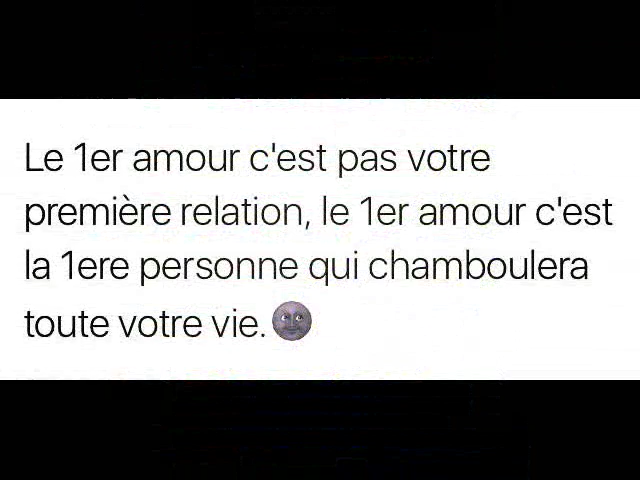 Le 1er amour c'est pas votre
première relation, le 1er amour c'est
la 1ere personne qui chamboulera
toute votre vie.🌚